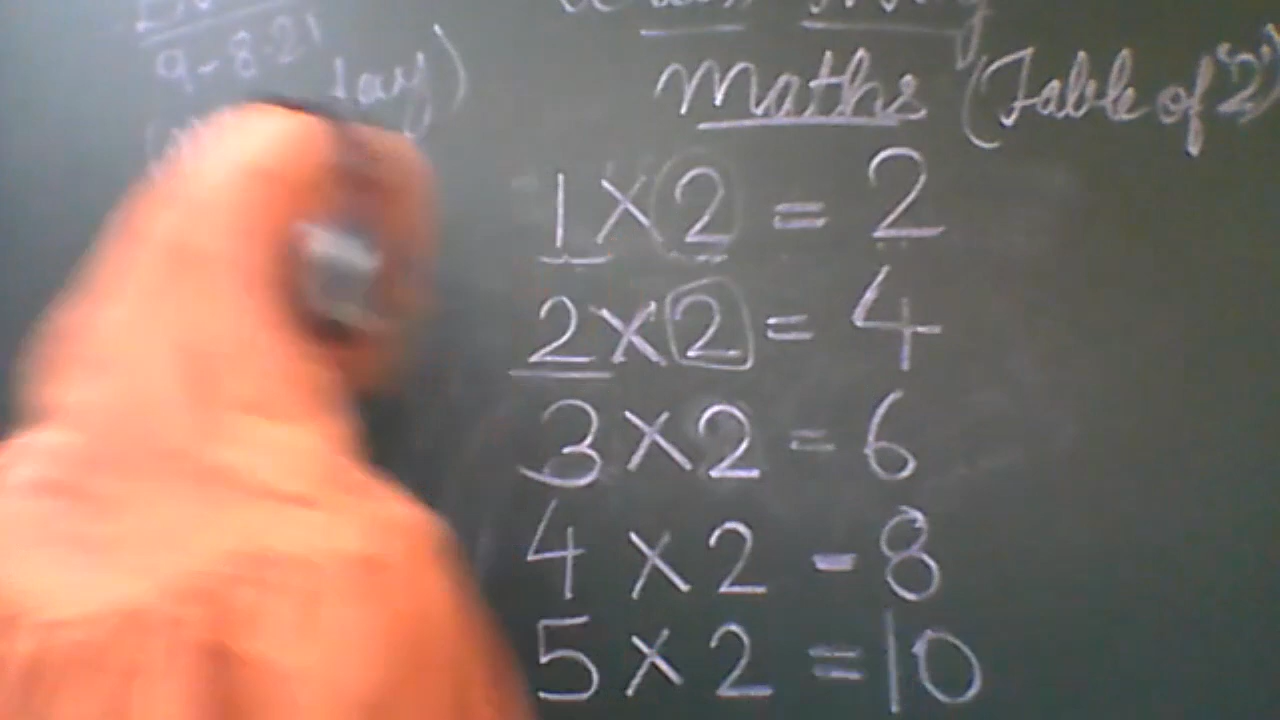 9-8-21
Maths (Table of 2)
1 × 2 = 2
2 × 2 = 4
3 × 2 = 6
4 × 2 - 8
5 × 2 = 10